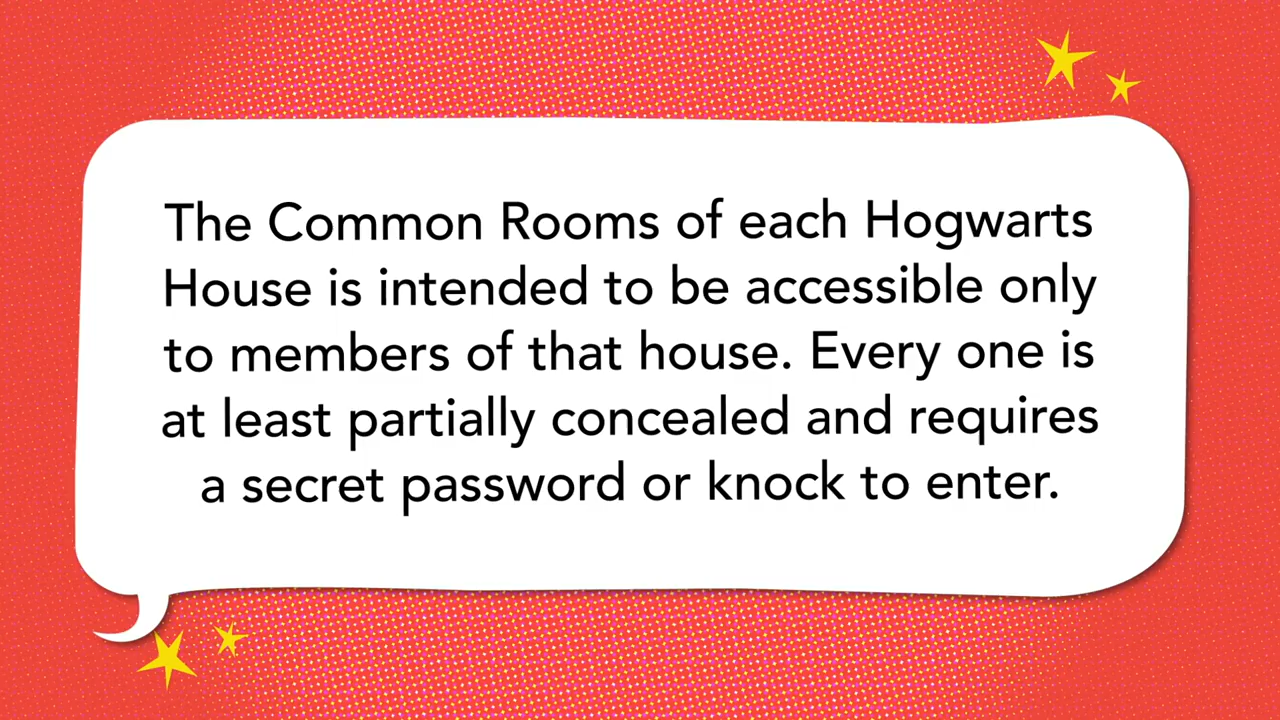 The Common Rooms of each Hogwarts
House is intended to be accessible only
to members of that house. Every one is
at least partially concealed and requires
a secret password or knock to enter.